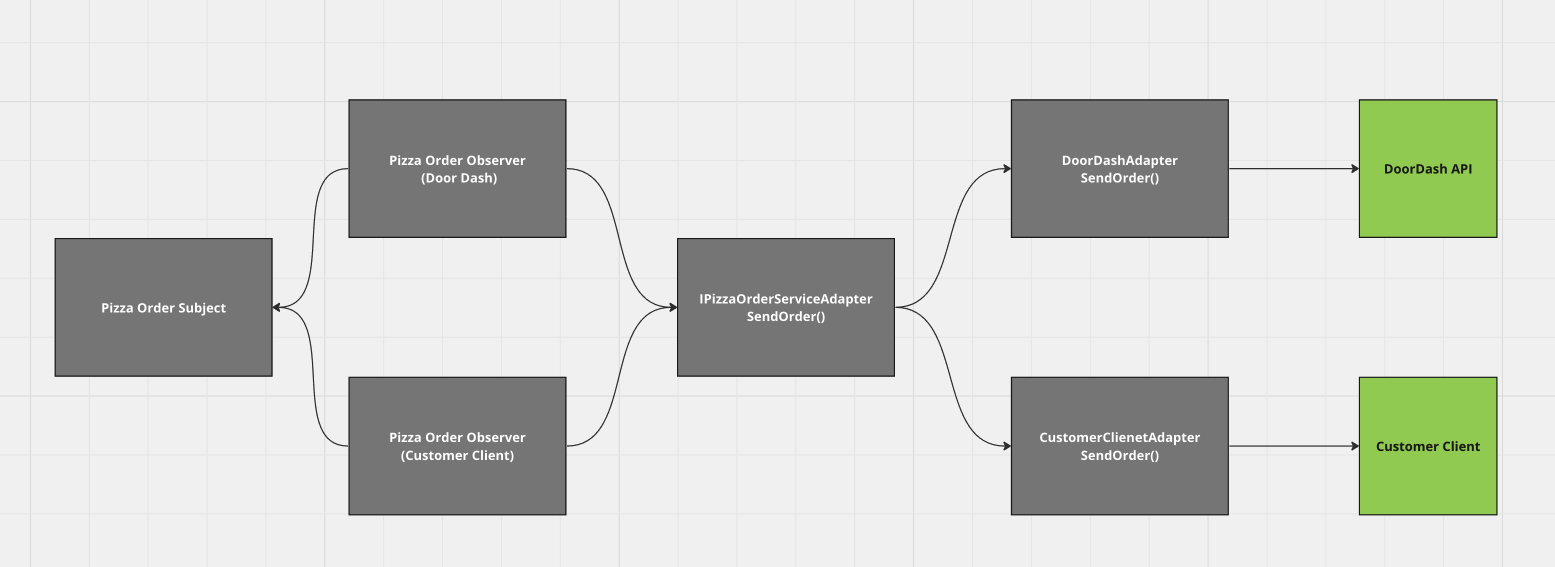 Pizza Order Observer
(Door Dash)
DoorDashAdapter
SendOrder()
DoorDash API
Pizza Order Subject
IPizzaOrderServiceAdapter
SendOrder()
Pizza Order Observer
(Customer Client)
CustomerClienetAdapter
SendOrder()
Customer Client